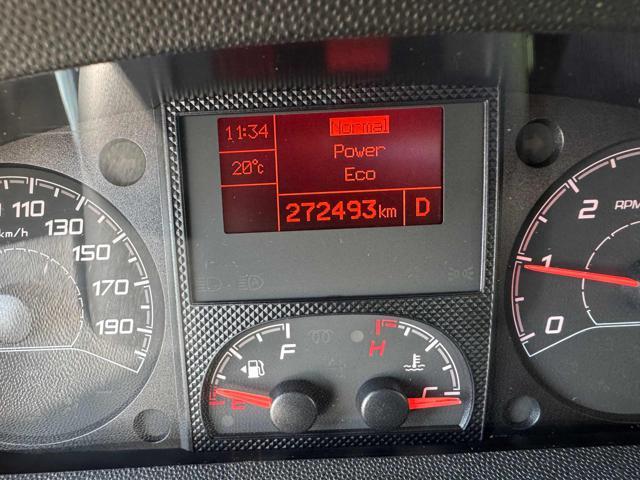 110
130
150
170
190
km/h
11:34
20°c
Normal
Power
Eco
272493km
D
F
E
H
C
2
1
0
RPM